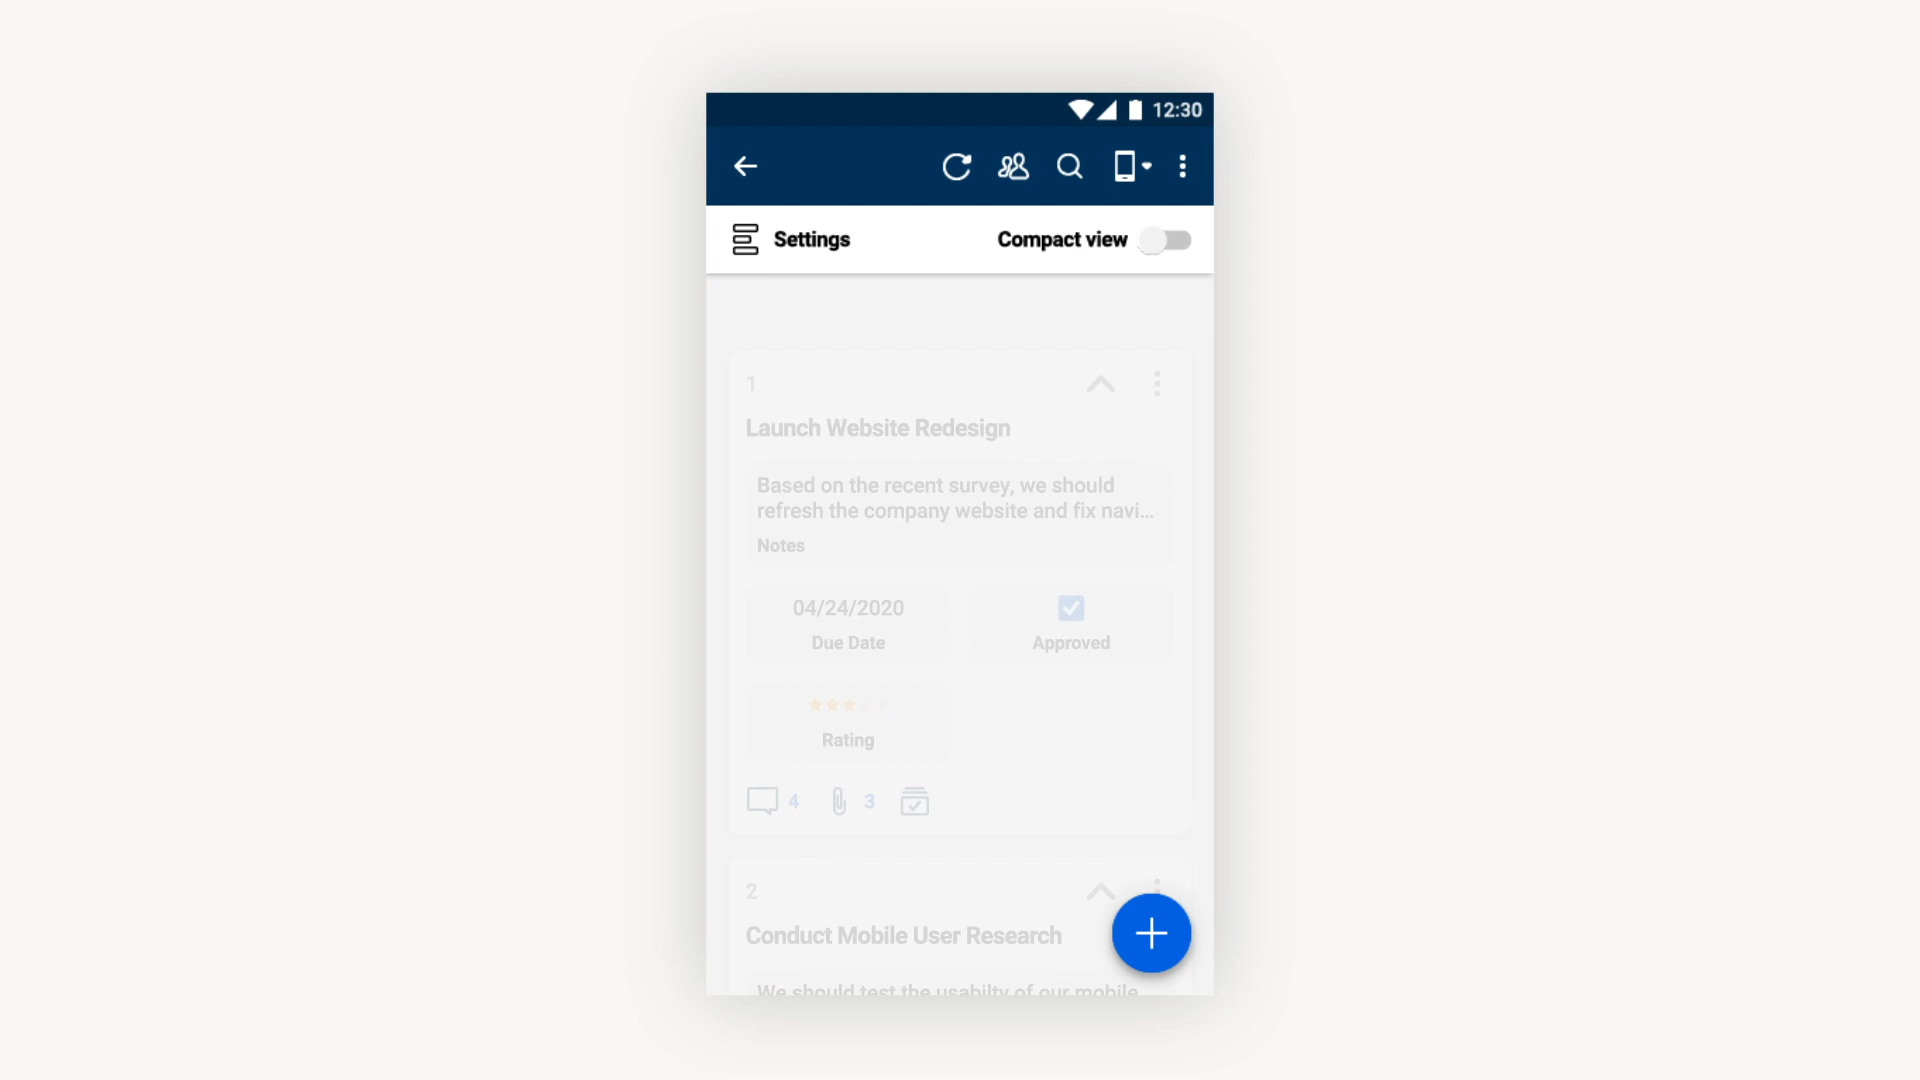 12:30
Settings
Compact view
1
Launch Website Redesign
Based on the recent survey, we should
refresh the company website and fix navi...
Notes
04/24/2020
Due Date
Approved
Rating
4
3
2
Conduct Mobile User Research
We should test the usabilty of our mobile